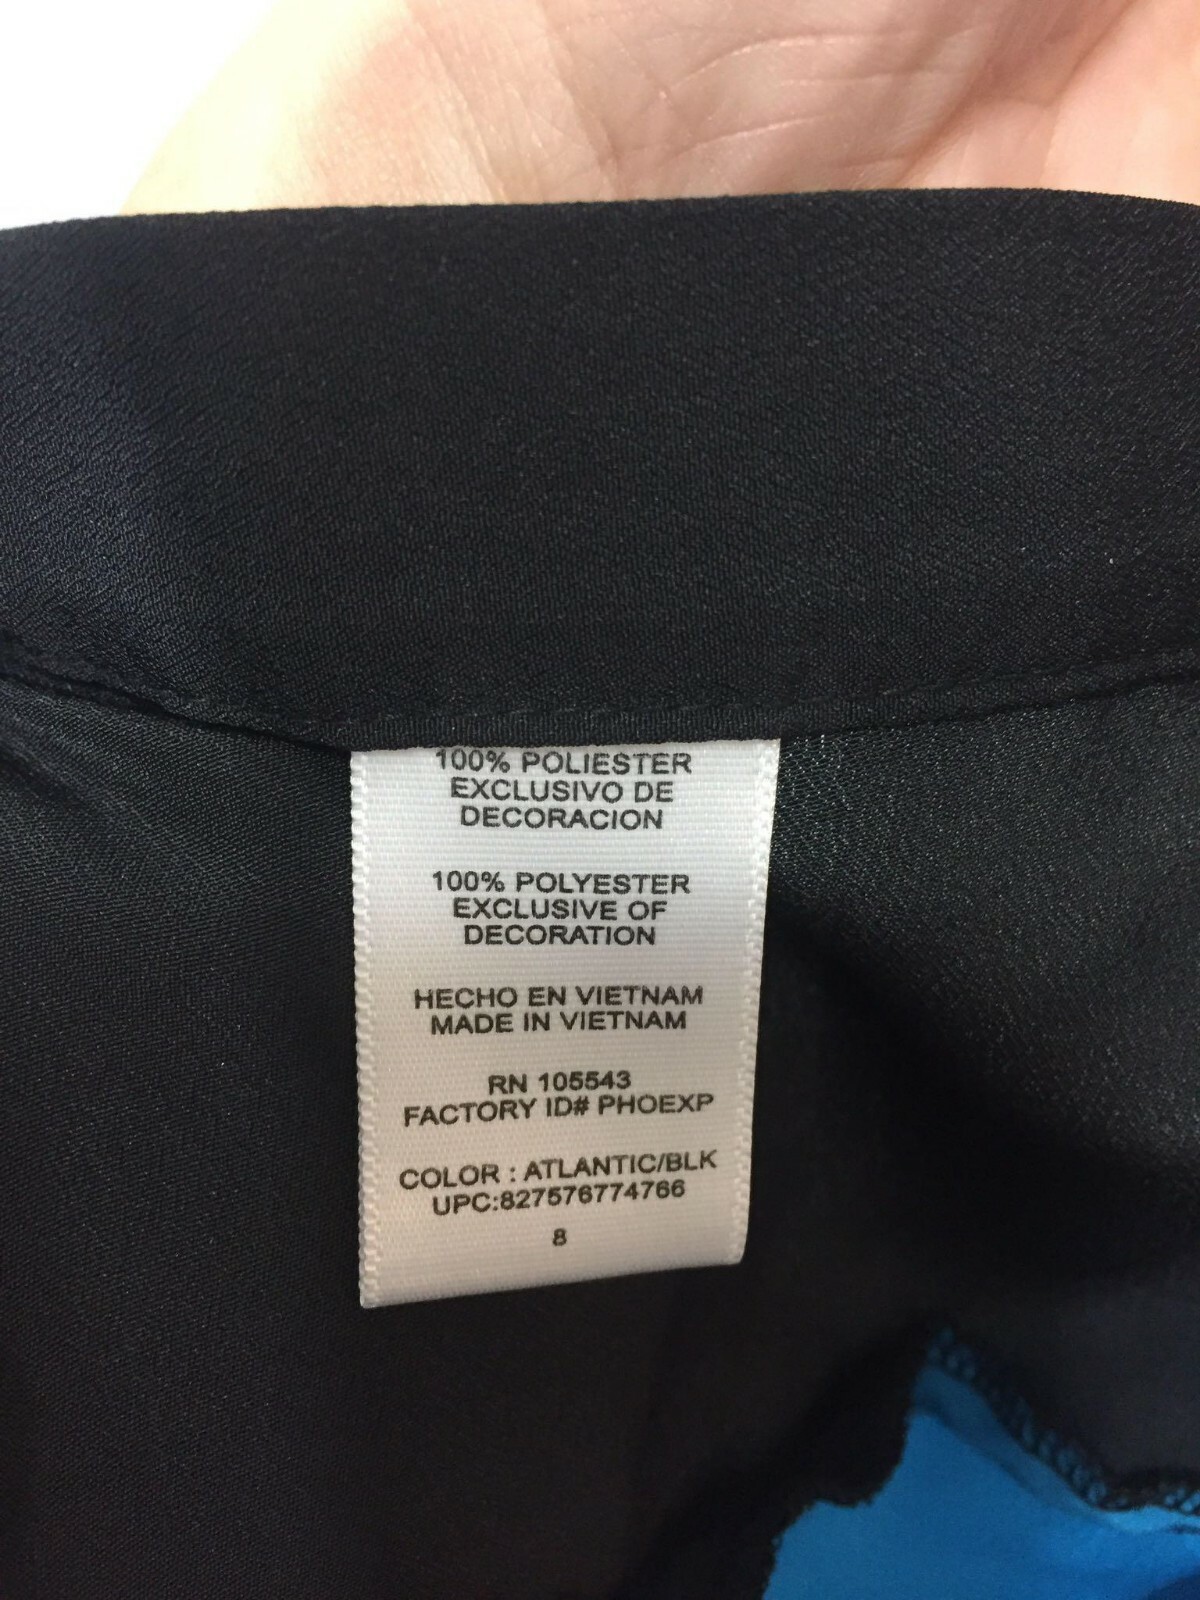 100% POLIESTER
EXCLUSIVO DE
DECORACION
100% POLYESTER
EXCLUSIVE OF
DECORATION
HECHO EN VIETNAM
MADE IN VIETNAM
RN 105543
FACTORY ID# PHOEXP
COLOR : ATLANTIC/BLK
UPC:827576774766
8